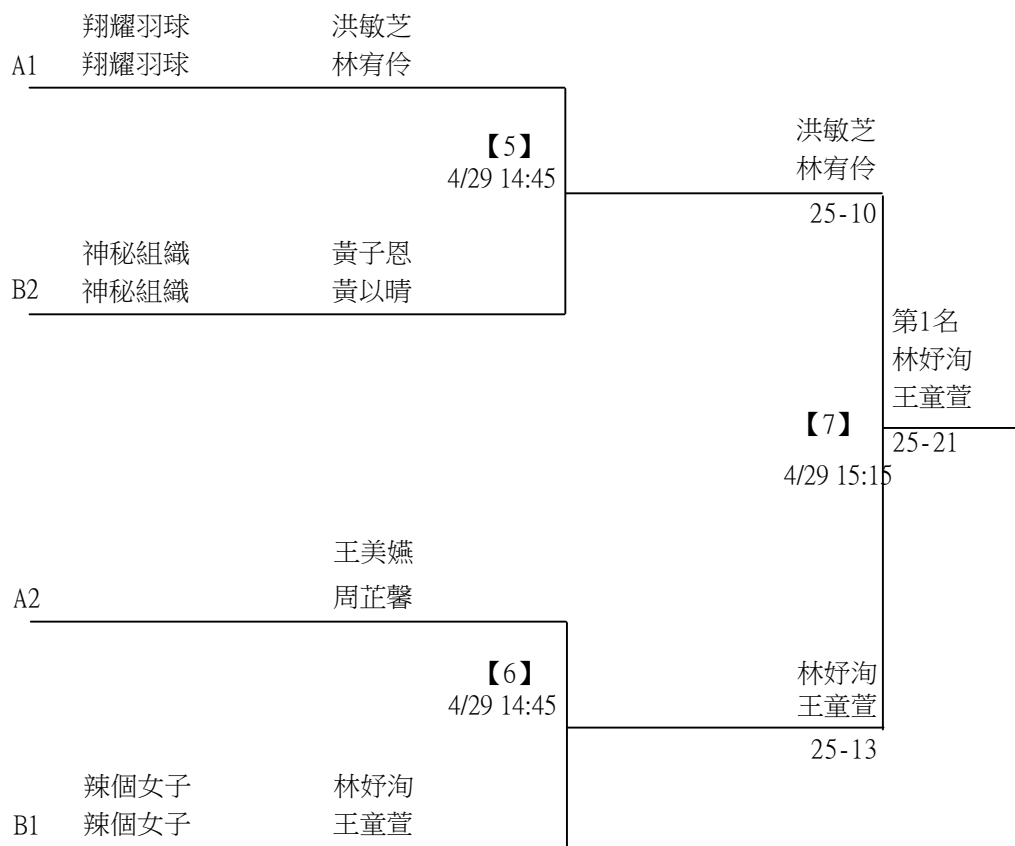 翔耀羽球 洪敏芝
A1 翔耀羽球 林宥伶
【5】
4/29 14:45
洪敏芝
林宥伶
25-10
神秘組織 黃子恩
B2 神秘組織 黃以晴
第1名
林妤洵
王童萱
【7】
25-21
4/29 15:15
王美嬿
A2 周芷馨
【6】
4/29 14:45
林妤洵
王童萱
25-13
辣個女子 林妤洵
B1 辣個女子 王童萱